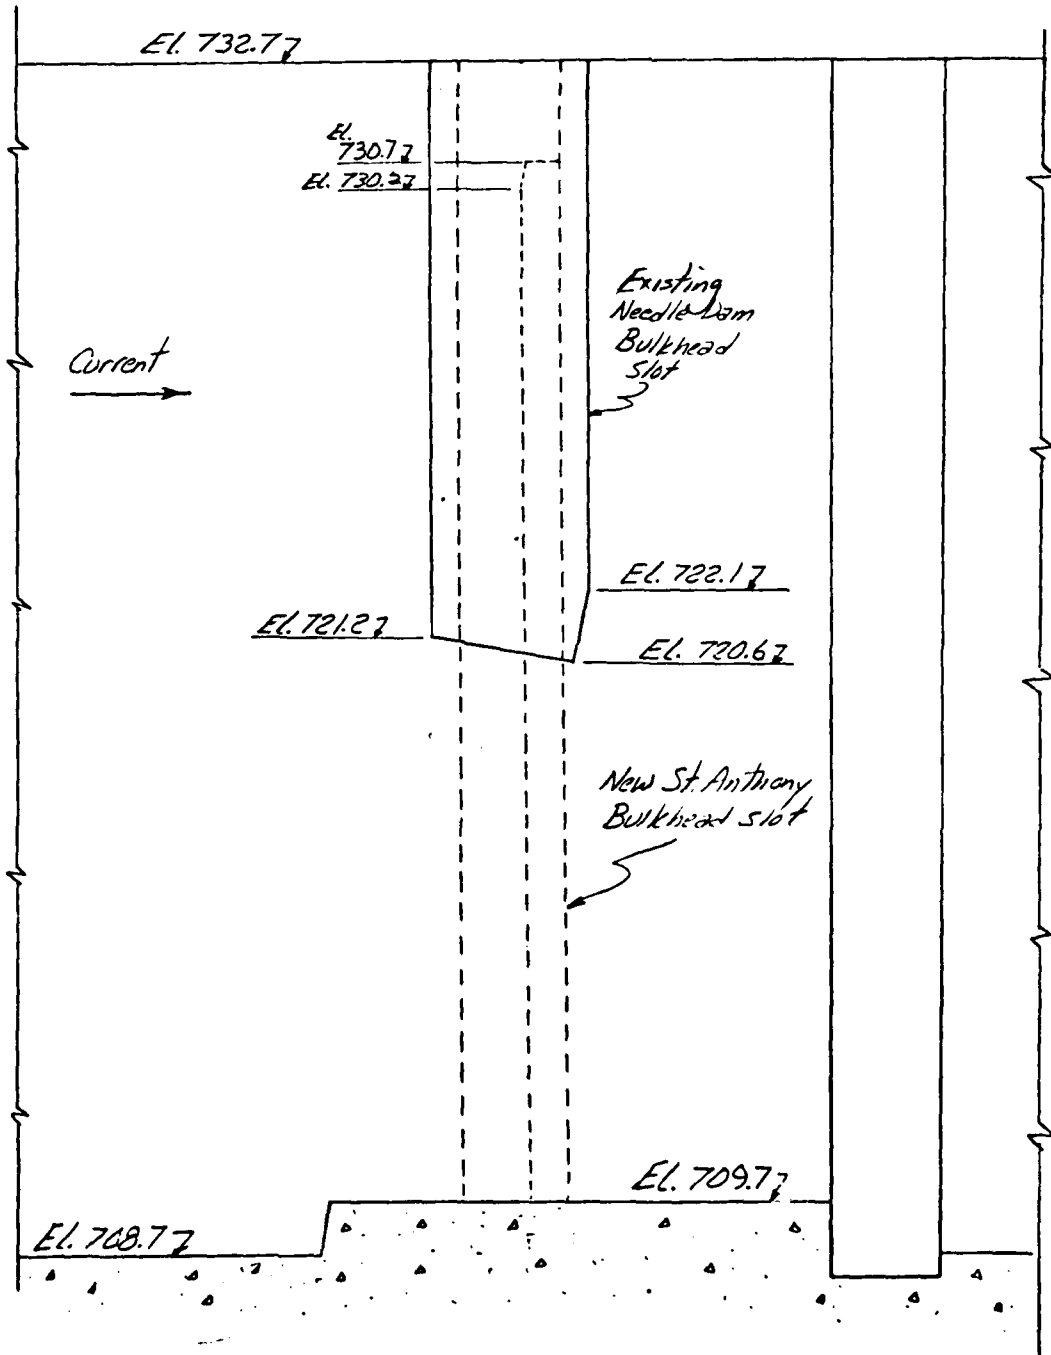 El. 732.7
El.
730.7
El. 730.2
Existing
Needle Dam
Bulkhead
Slot
Current
El. 722.1
El. 721.2
El. 720.6
New St. Anthony
Bulkhead slot
El. 709.7
El. 708.7